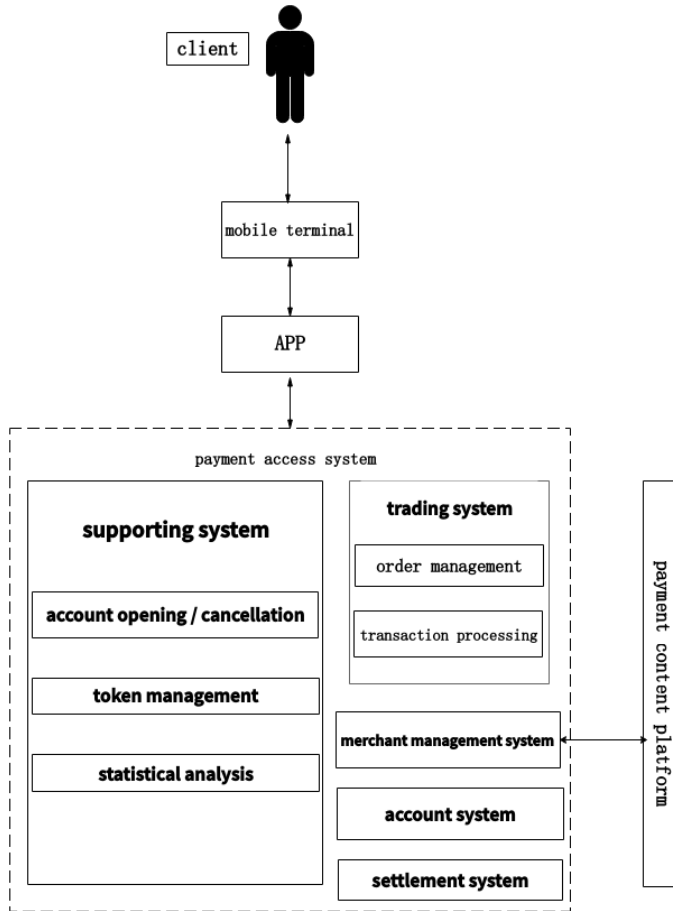 client
mobile terminal
APP
payment access system
supporting system
account opening / cancellation
token management
statistical analysis
trading system
order management
transaction processing
merchant management system
account system
settlement system
payment content platform